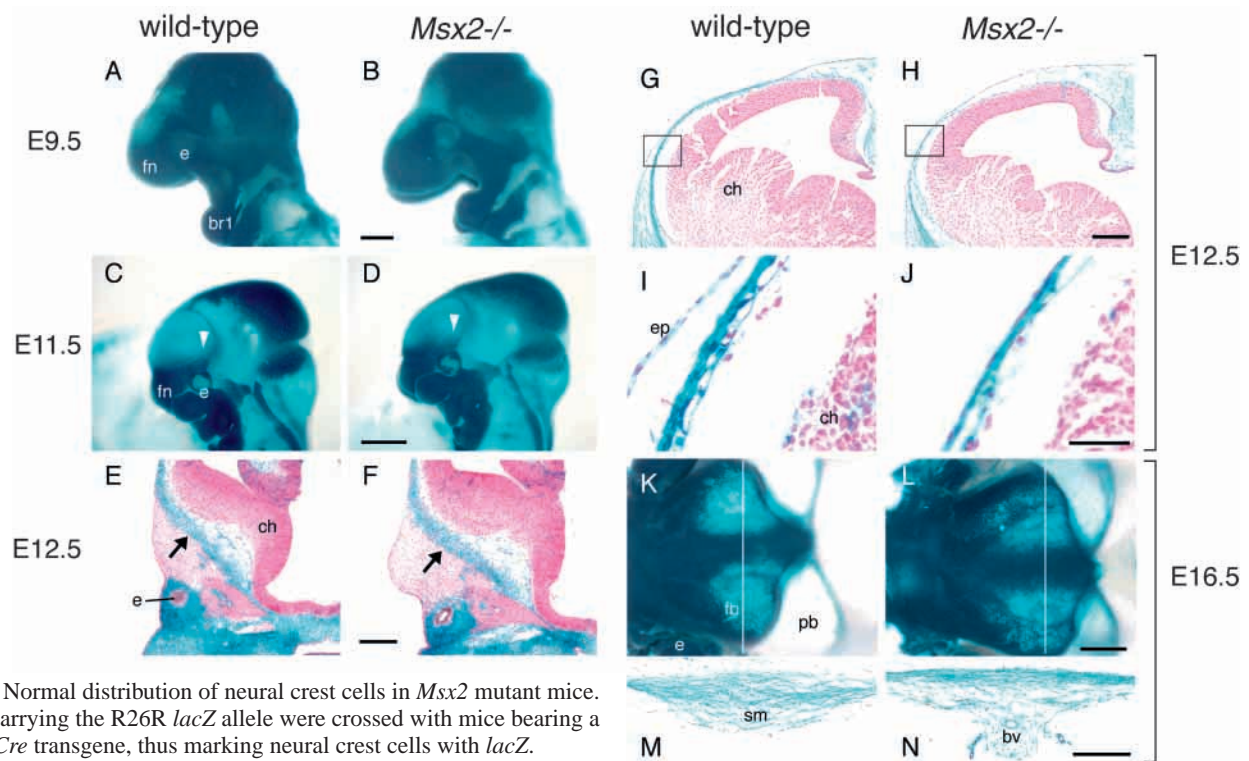 wild-type Msx2-/- wild-type Msx2-/-
A B G H
E9.5
fn e br1 ch
C D I J
E11.5
fn e ep ch
E12.5
E F K L
E12.5
ch e fb pb e
E16.5
M N
sm bv
Normal distribution of neural crest cells in Msx2 mutant mice.
arrying the R26R lacZ allele were crossed with mice bearing a
Cre transgene, thus marking neural crest cells with lacZ.